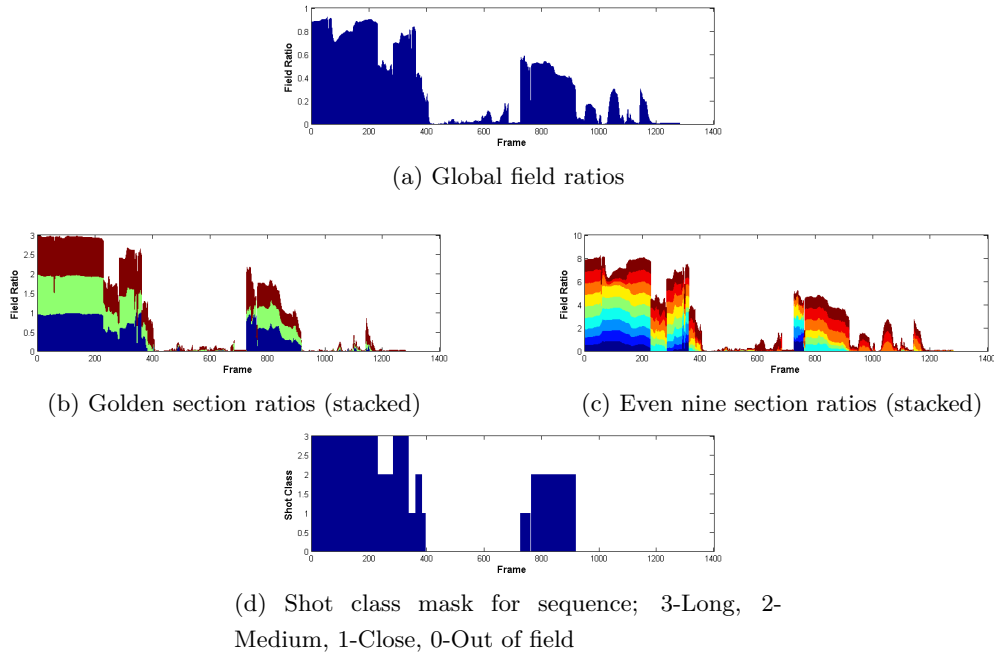 1
0.8
0.6
0.4
0.2
0
Field Ratio
0 200 400 600 800 1000 1200 1400
Frame
(a) Global field ratios
3
2.5
2
1.5
1
0.5
0
Field Ratio
0 200 400 600 800 1000 1200 1400
Frame
(b) Golden section ratios (stacked)
10
8
6
4
2
0
Field Ratio
0 200 400 600 800 1000 1200 1400
Frame
(c) Even nine section ratios (stacked)
3
2.5
2
1.5
1
0.5
0
Shot Class
0 200 400 600 800 1000 1200 1400
Frame
(d) Shot class mask for sequence; 3-Long, 2-
Medium, 1-Close, 0-Out of field